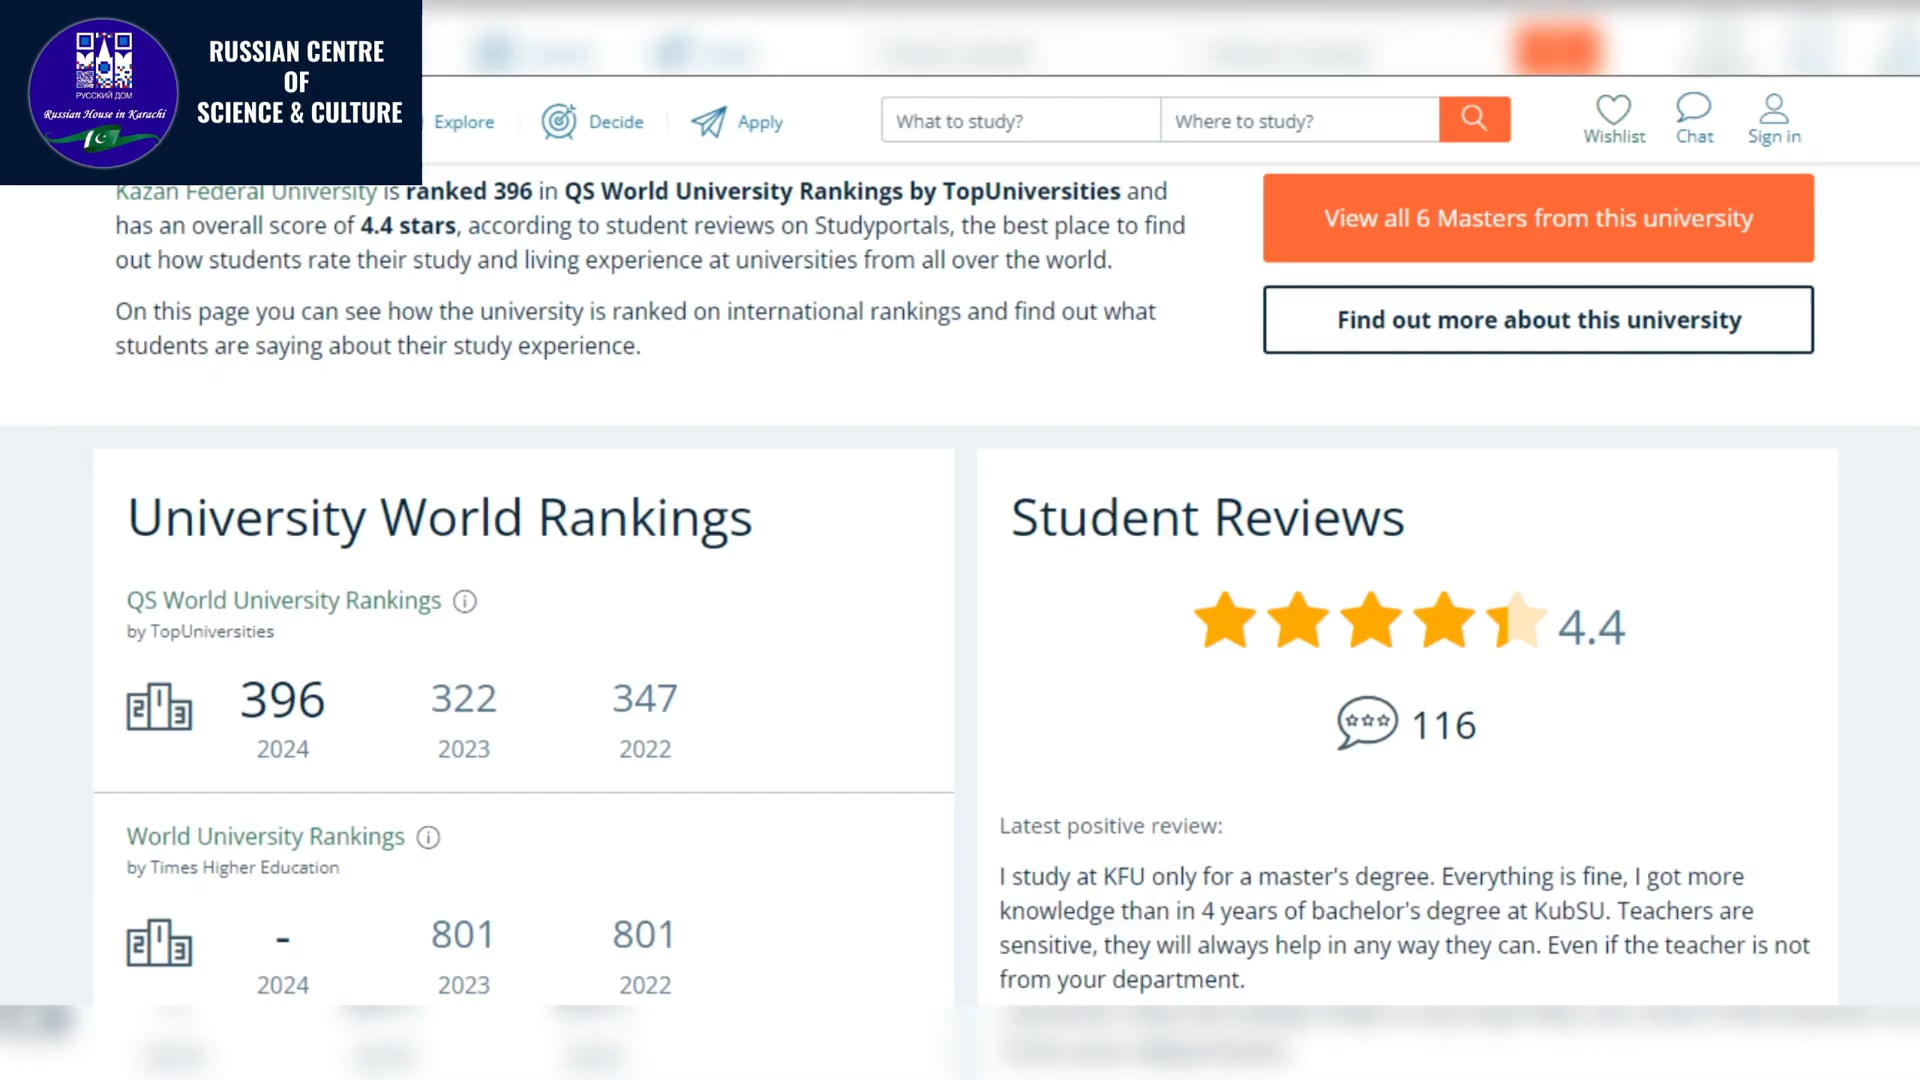 РУССКИЙ ДОМ
Russian House in Karachi
RUSSIAN CENTRE
OF
SCIENCE & CULTURE
Explore
Decide
Apply
What to study?
Where to study?
Wishlist
Chat
Sign in
Kazan Federal University is ranked 396 in QS World University Rankings by TopUniversities and
has an overall score of 4.4 stars, according to student reviews on Studyportals, the best place to find
out how students rate their study and living experience at universities from all over the world.
On this page you can see how the university is ranked on international rankings and find out what
students are saying about their study experience.
View all 6 Masters from this university
Find out more about this university
University World Rankings
QS World University Rankings
by TopUniversities
396 322 347
2024 2023 2022
World University Rankings
by Times Higher Education
- 801 801
2024 2023 2022
Student Reviews
4.4
116
Latest positive review:
I study at KFU only for a master's degree. Everything is fine, I got more
knowledge than in 4 years of bachelor's degree at KubSU. Teachers are
sensitive, they will always help in any way they can. Even if the teacher is not
from your department.